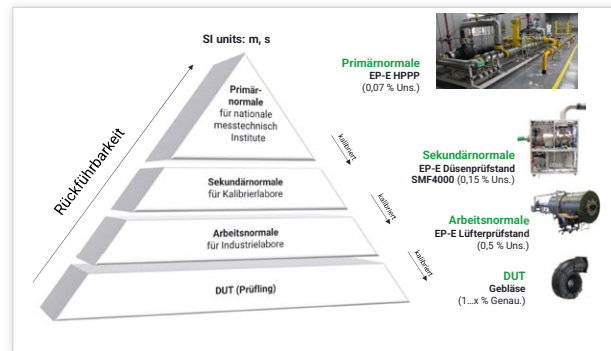 SI units: m, s
Rückführbarkeit
Primär-
normale
für nationale
messtechnisch
Institute
Sekundärnormale
für Kalibrierlabore
Arbeitsnormale
für Industrielabore
DUT (Prüfling)
kalibriert
kalibriert
kalibriert
Primärnormale
EP-E HPPP
(0,07 % Uns.)
Sekundärnormale
EP-E Düsenprüfstand
SMF4000 (0,15 % Uns.)
Arbeitsnormale
EP-E Lüfterprüfstand
(0,5 % Uns.)
DUT
Gebläse
(1...x % Genau.)